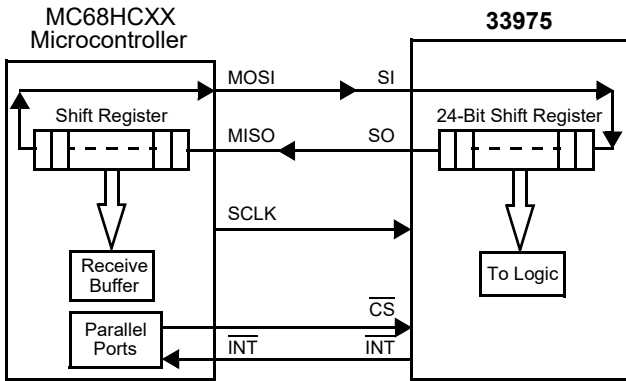 MC68HCXX
Microcontroller
33975
MOSI
SI
Shift Register
24-Bit Shift Register
MISO
SO
SCLK
Receive
Buffer
To Logic
CS
Parallel
Ports
INT
INT